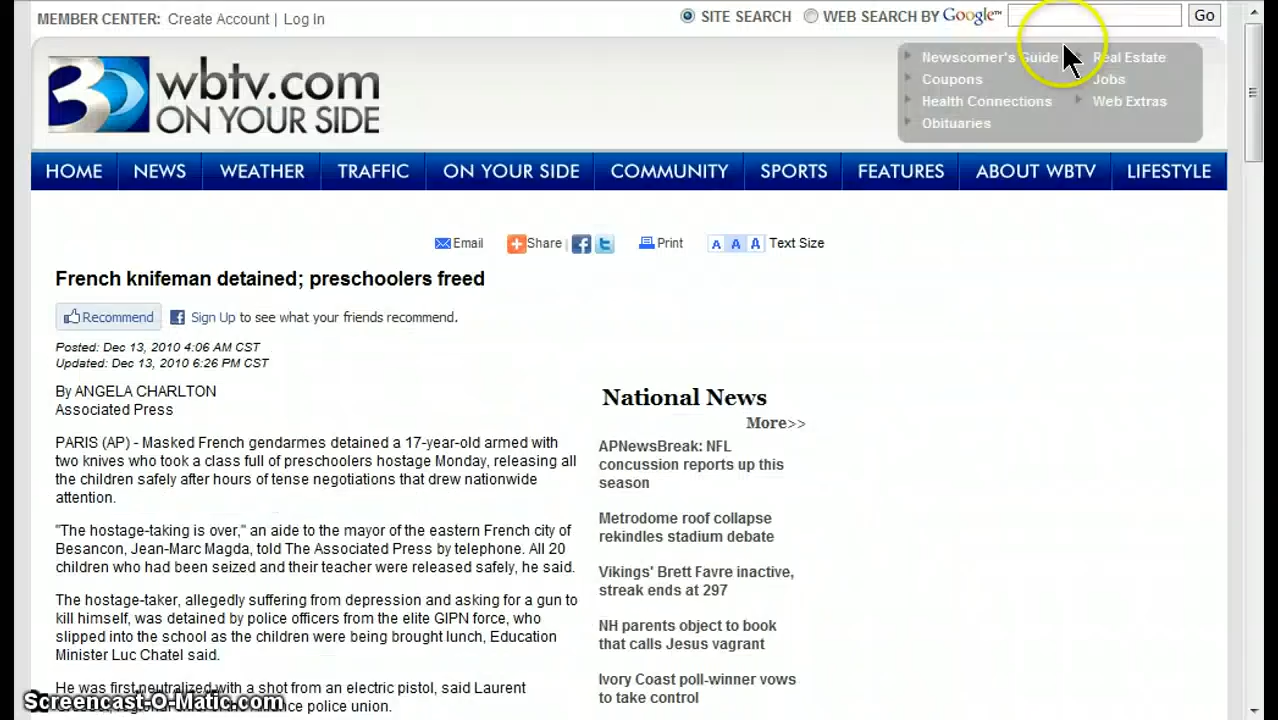 MEMBER CENTER: Create Account | Log In
SITE SEARCH WEB SEARCH BY Google™ Go
3 wbtv.com
ON YOUR SIDE
Newscomer's Guide Real Estate
Coupons Jobs
Health Connections Web Extras
Obituaries
HOME NEWS WEATHER TRAFFIC ON YOUR SIDE COMMUNITY SPORTS FEATURES ABOUT WBTV LIFESTYLE
Email Share | Print A A A Text Size
French knifeman detained; preschoolers freed
Recommend Sign Up to see what your friends recommend.
Posted: Dec 13, 2010 4:06 AM CST
Updated: Dec 13, 2010 6:26 PM CST
By ANGELA CHARLTON
Associated Press
PARIS (AP) - Masked French gendarmes detained a 17-year-old armed with
two knives who took a class full of preschoolers hostage Monday, releasing all
the children safely after hours of tense negotiations that drew nationwide
attention.
"The hostage-taking is over," an aide to the mayor of the eastern French city of
Besancon, Jean-Marc Magda, told The Associated Press by telephone. All 20
children who had been seized and their teacher were released safely, he said.
The hostage-taker, allegedly suffering from depression and asking for a gun to
kill himself, was detained by police officers from the elite GIPN force, who
slipped into the school as the children were being brought lunch, Education
Minister Luc Chatel said.
He was first neutralized with a shot from an electric pistol, said Laurent
police union.
National News
More>>
APNewsBreak: NFL
concussion reports up this
season
Metrodome roof collapse
rekindles stadium debate
Vikings' Brett Favre inactive,
streak ends at 297
NH parents object to book
that calls Jesus vagrant
Ivory Coast poll-winner vows
to take control
Screencast-O-Matic.com